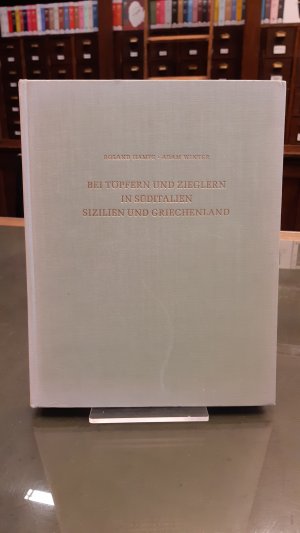 ROLAND HAMPE · ADAM WINTER
BEI TÖPFERN UND ZIEGLERN
IN SÜDITALIEN
SIZILIEN UND GRIECHENLAND